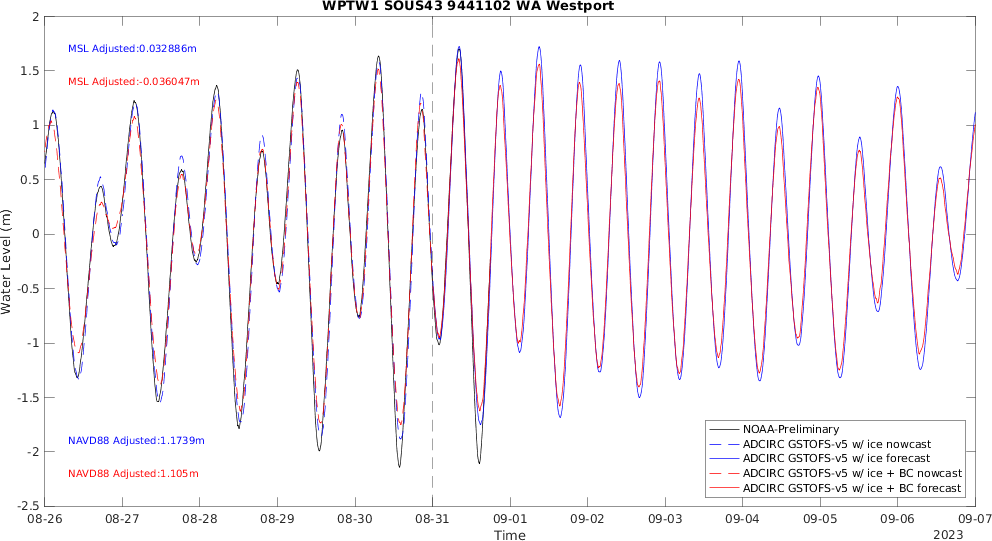 WPTW1 SOUS43 9441102 WA Westport
MSL Adjusted:0.032886m
MSL Adjusted:-0.036047m
NAVD88 Adjusted:1.1739m
NAVD88 Adjusted:1.105m
Water Level (m)
2
1.5
1
0.5
0
-0.5
-1
-1.5
-2
-2.5
NOAA-Preliminary
ADCIRC GSTOFS-v5 w/ ice nowcast
ADCIRC GSTOFS-v5 w/ ice forecast
ADCIRC GSTOFS-v5 w/ ice + BC nowcast
ADCIRC GSTOFS-v5 w/ ice + BC forecast
08-26 08-27 08-28 08-29 08-30 08-31 09-01 09-02 09-03 09-04 09-05 09-06 09-07
Time
2023